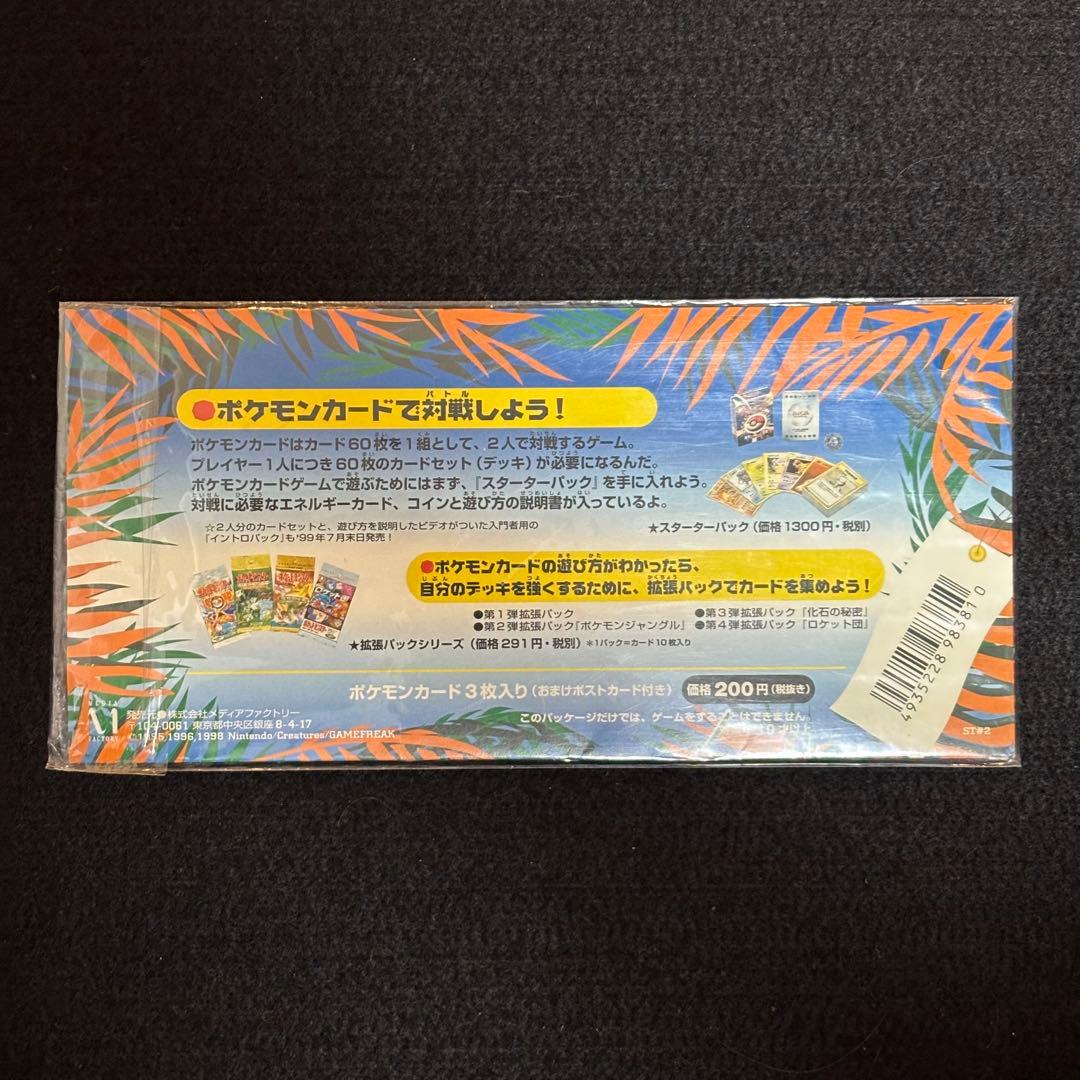 ●ポケモンカードで対戦しよう！
バトル
ポケモンカードはカード60枚を1組として、2人で対戦するゲーム。
プレイヤー1人につき60枚のカードセット（デッキ）が必要になるんだ。
ポケモンカードゲームで遊ぶためにはまず、『スターターパック』を手に入れよう。
対戦に必要なエネルギーカード、コインと遊び方の説明書が入っているよ。
☆2人分のカードセットと、遊び方を説明したビデオがついた入門者用の
『イントロパック』も'99年7月末日発売！
★スターターパック（価格1300円・税別）
●ポケモンカードの遊び方がわかったら、
自分のデッキを強くするために、拡張パックでカードを集めよう！
●第1弾拡張パック
●第2弾拡張パック『ポケモンジャングル』
●第3弾拡張パック『化石の秘密』
●第4弾拡張パック『ロケット団』
★拡張パックシリーズ（価格291円・税別）＊1パック=カード10枚入り
ポケモンカード3枚入り（おまけポストカード付き）価格200円（税抜き）
このパッケージだけでは、ゲームをすることはできません。
MEDIA
FACTORY
発売元●株式会社メディアファクトリー
〒104-0061 東京都中央区銀座8-4-17
©1995,1996,1998 Nintendo/Creatures/GAMEFREAK
4935228 983810
ST#2